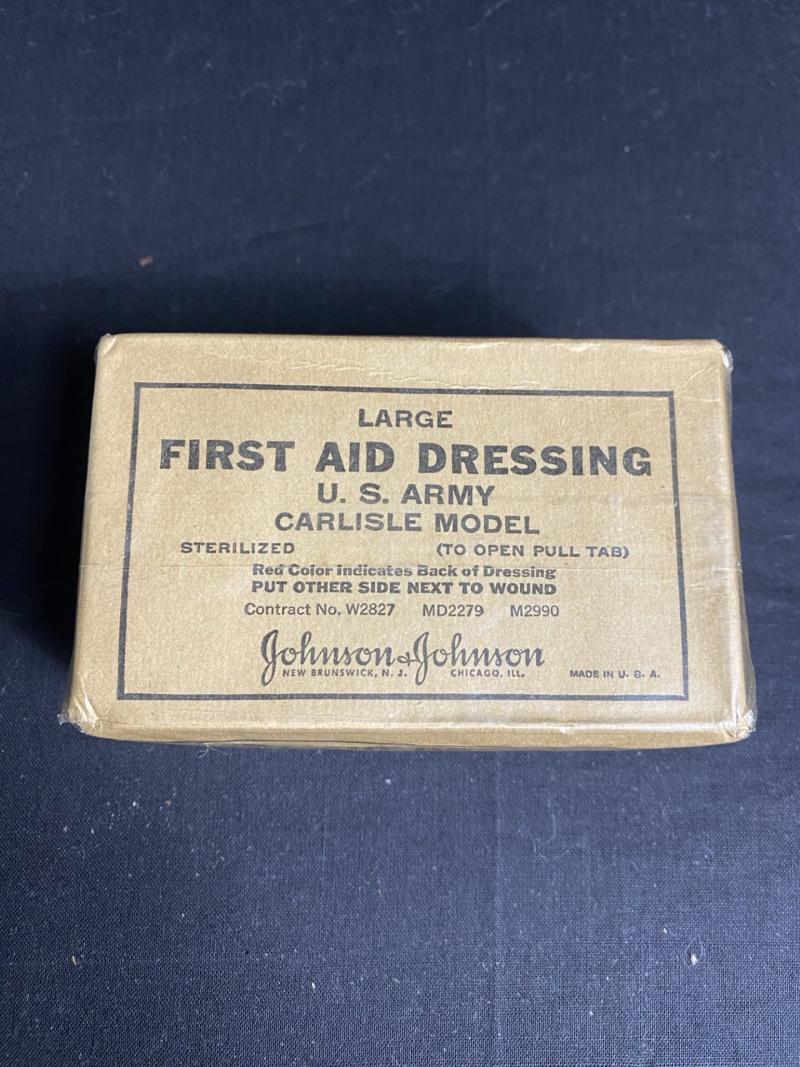 LARGE
FIRST AID DRESSING
U. S. ARMY
CARLISLE MODEL
STERILIZED (TO OPEN PULL TAB)
Red Color indicates Back of Dressing
PUT OTHER SIDE NEXT TO WOUND
Contract No. W2827 MD2279 M2990
Johnson & Johnson
NEW BRUNSWICK, N. J. CHICAGO, ILL. MADE IN U. S. A.